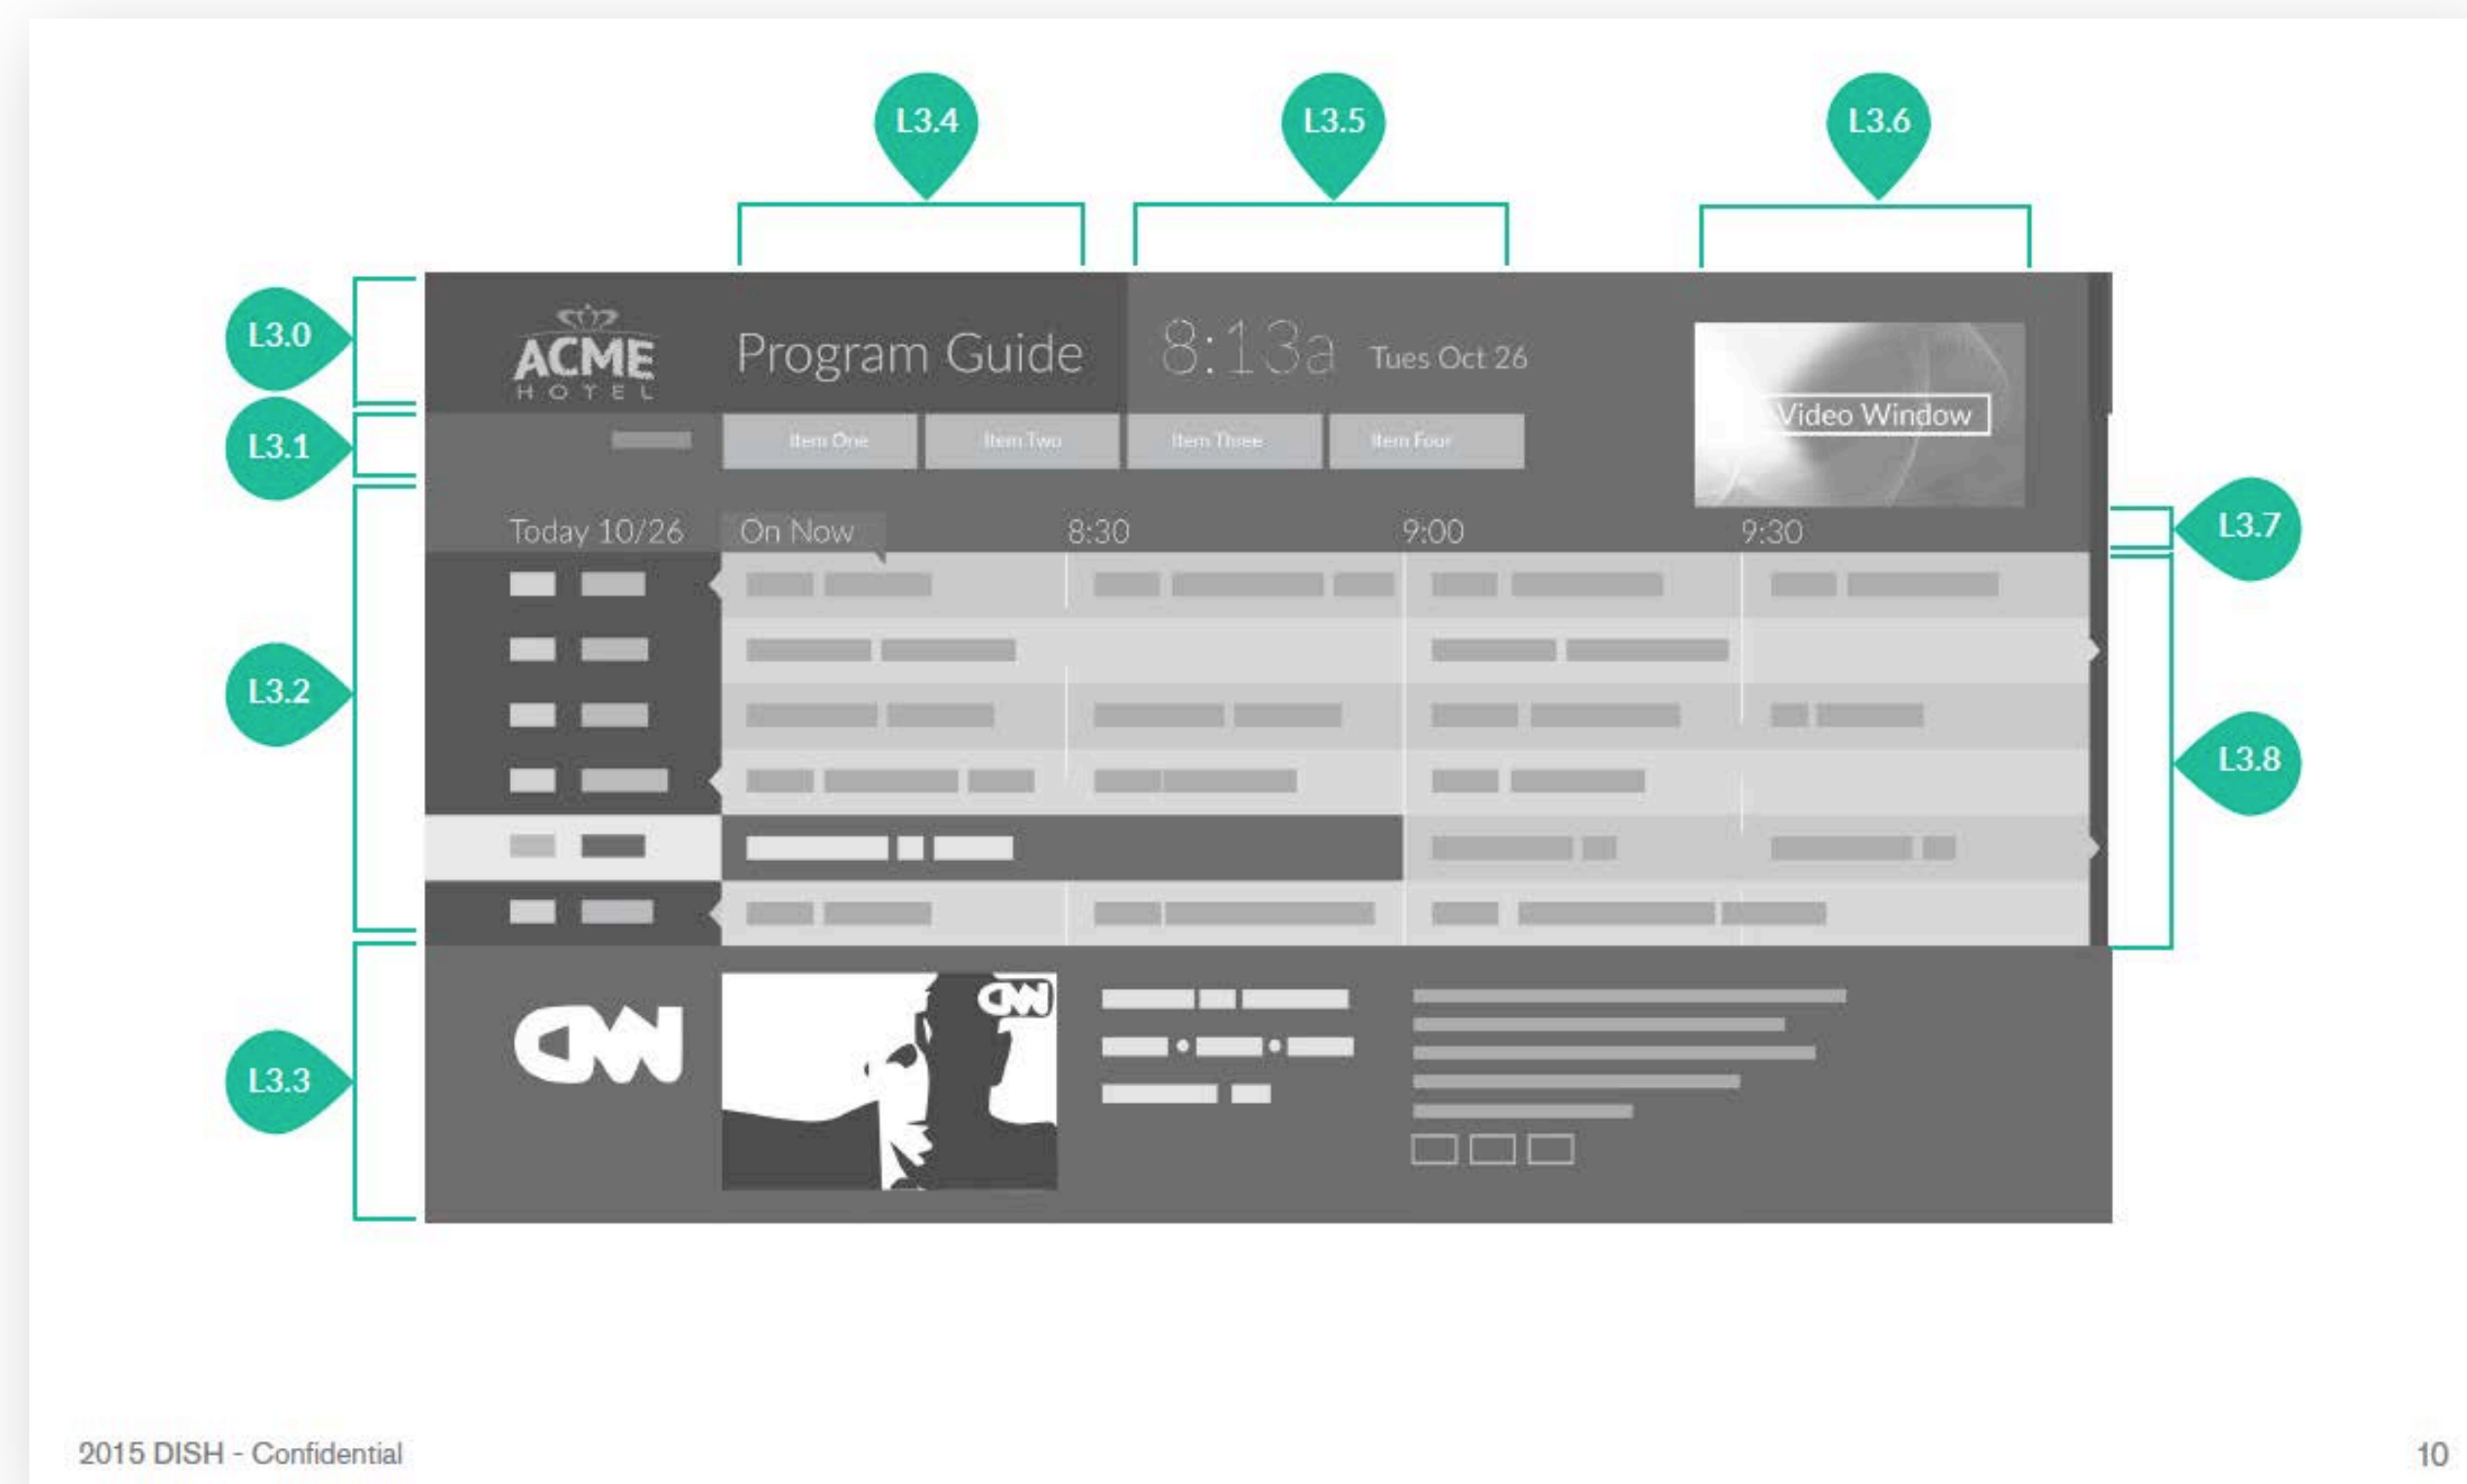 L3.4 L3.5 L3.6
L3.0
ACME
HOTEL
Program Guide
8:13a Tues Oct 26
Video Window
L3.1
Item One Item Two Item Three Item Four
L3.7
Today 10/26 On Now 8:30 9:00 9:30
L3.2
L3.8
L3.3
CNN
CNN
2015 DISH - Confidential
10